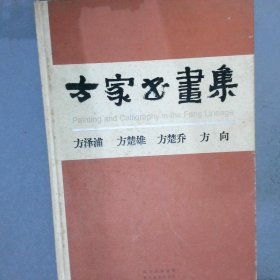 方家书畫集
Painting and Calligraphy in the Fang Lineage
方泽浦 方楚雄 方楚乔 方向